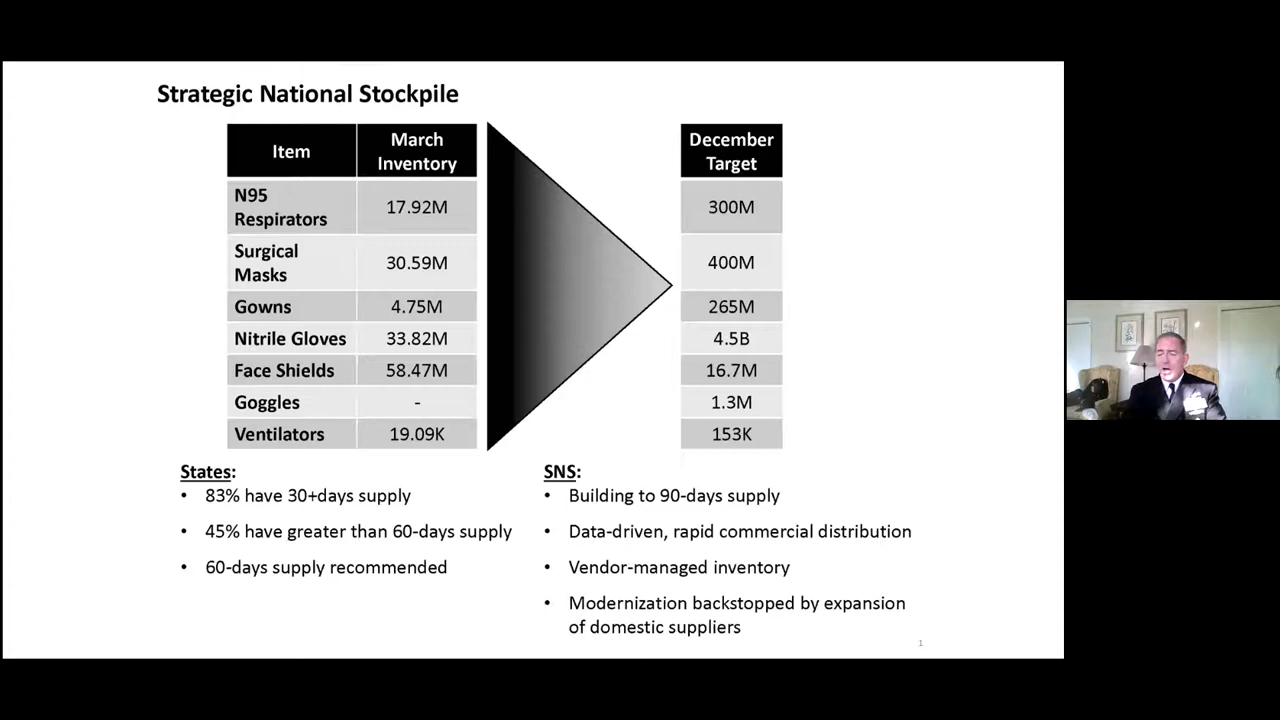 Strategic National Stockpile
Item
March
Inventory
December
Target
N95
Respirators
17.92M
300M
Surgical
Masks
30.59M
400M
Gowns
4.75M
265M
Nitrile Gloves
33.82M
4.5B
Face Shields
58.47M
16.7M
Goggles
-
1.3M
Ventilators
19.09K
153K
States:
• 83% have 30+days supply
• 45% have greater than 60-days supply
• 60-days supply recommended
SNS:
• Building to 90-days supply
• Data-driven, rapid commercial distribution
• Vendor-managed inventory
• Modernization backstopped by expansion
of domestic suppliers
1